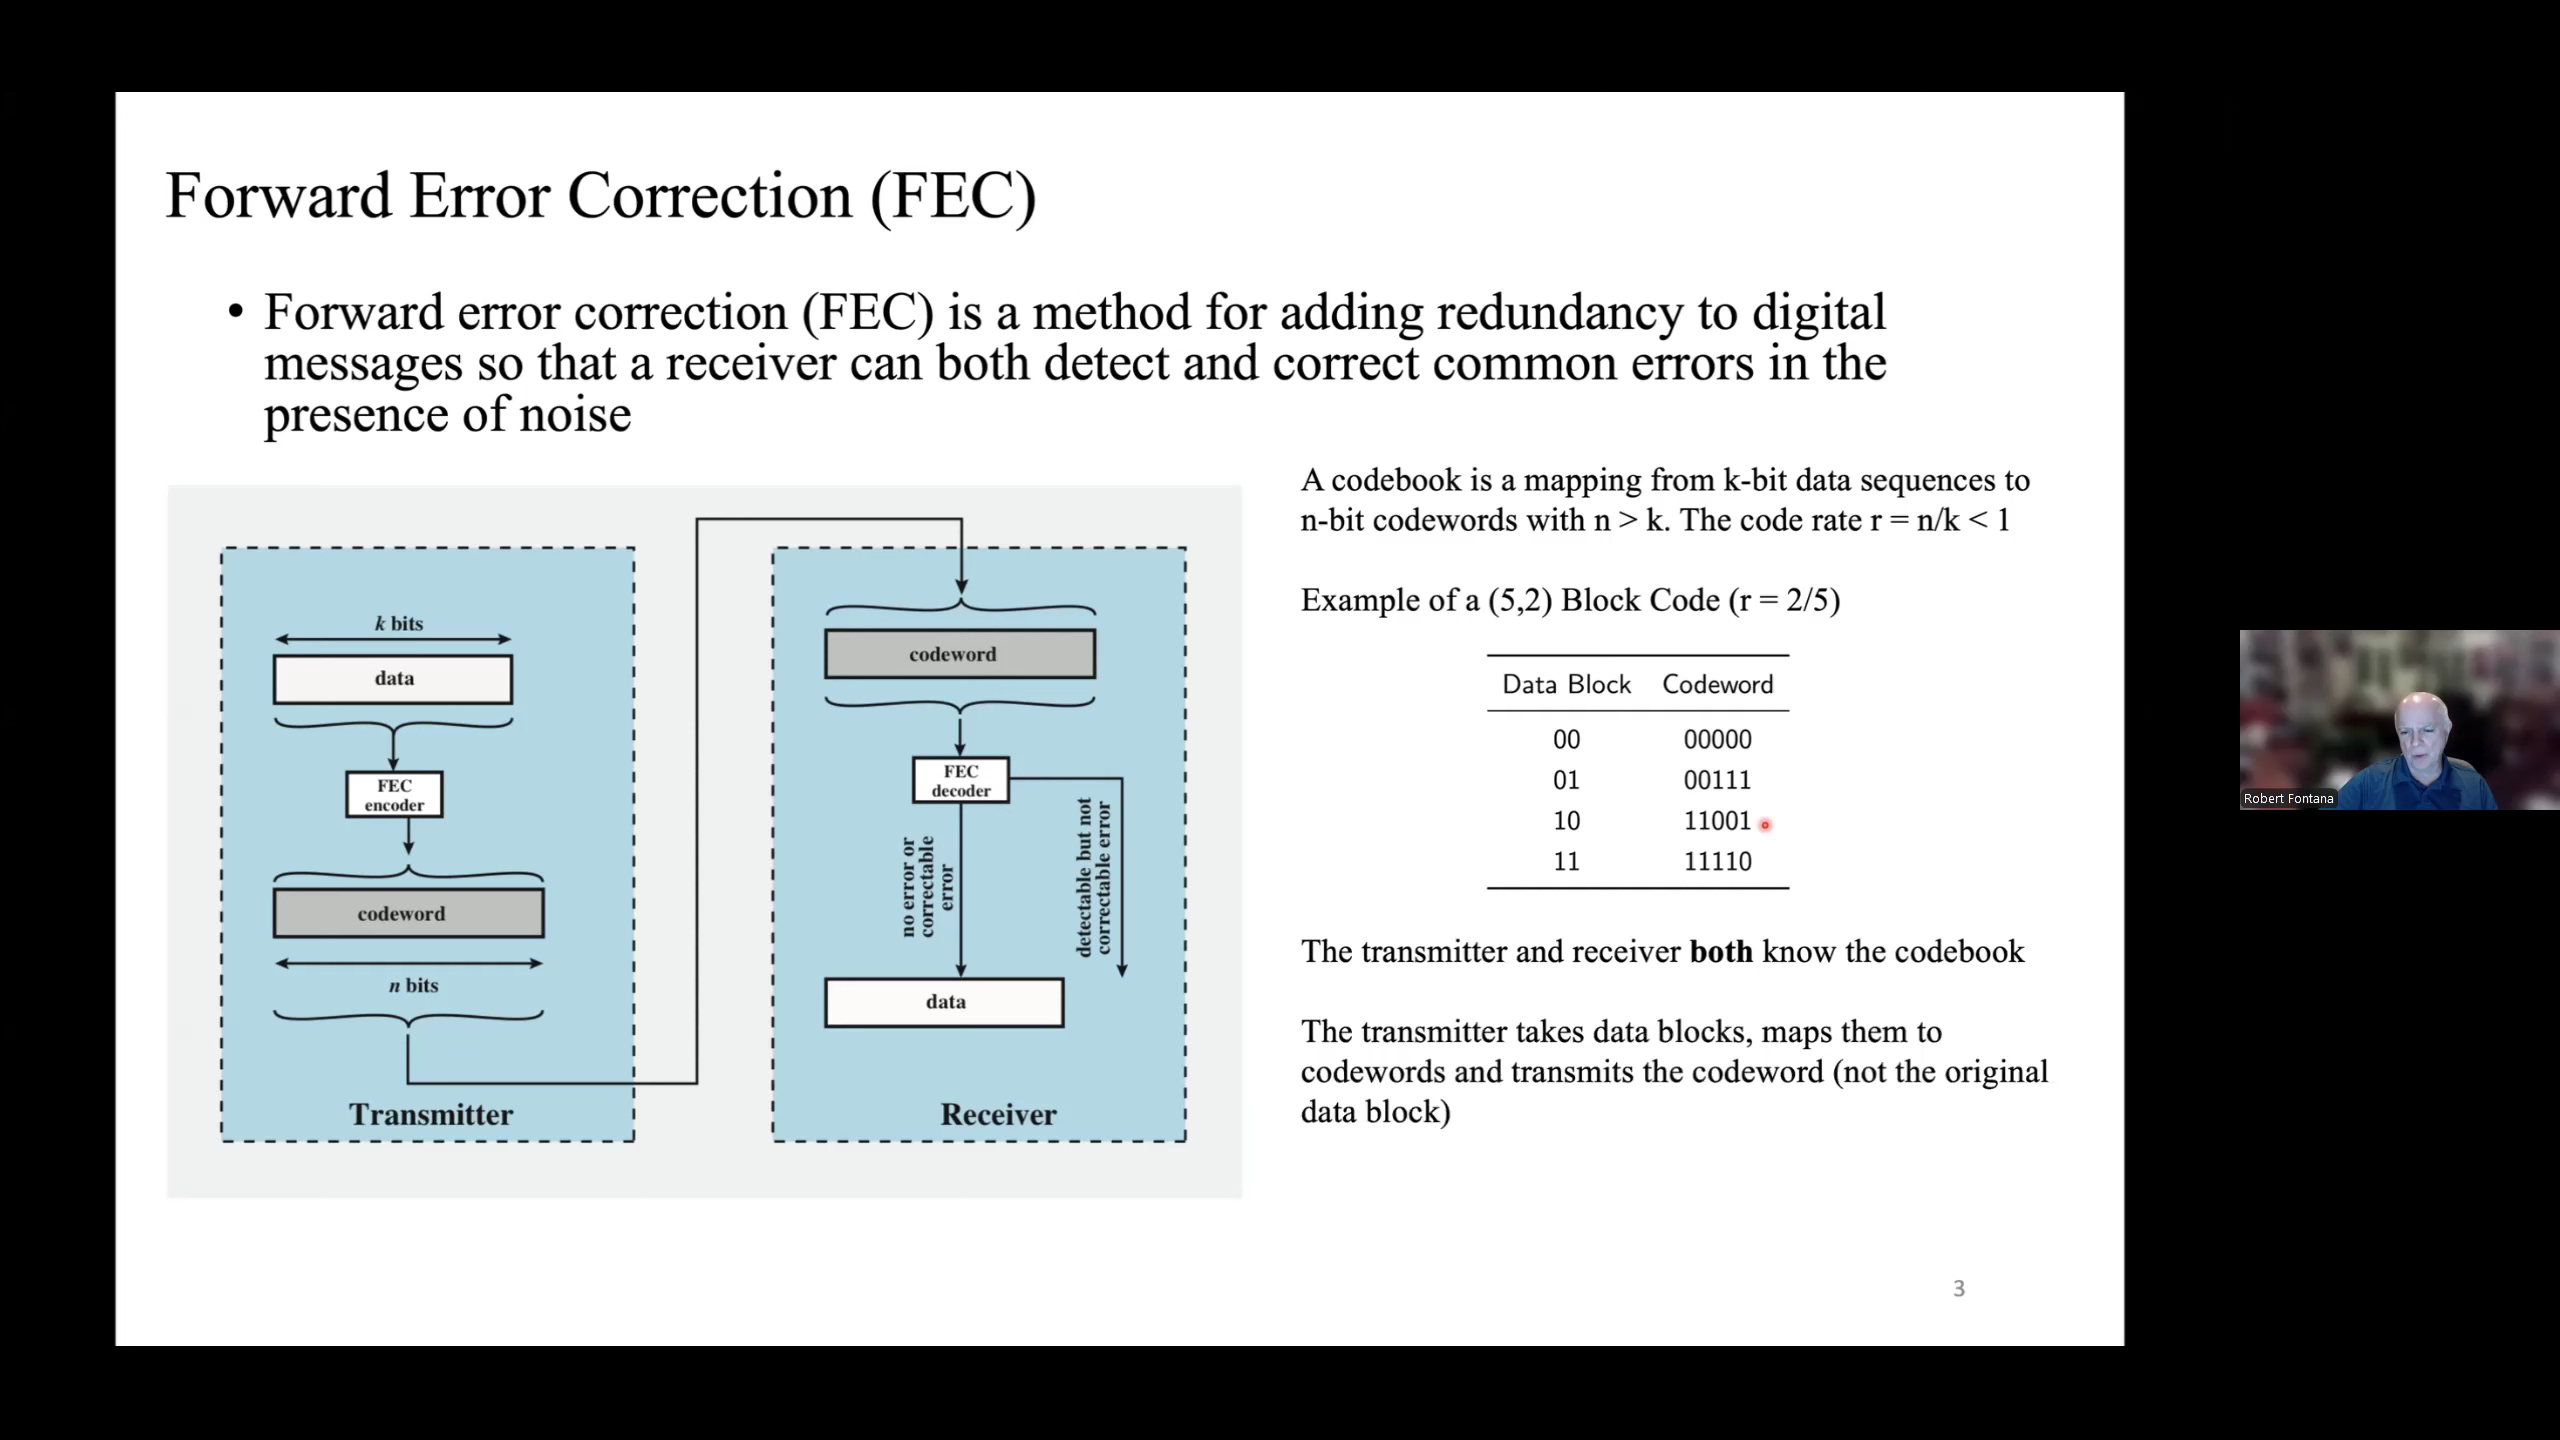 Forward Error Correction (FEC)
• Forward error correction (FEC) is a method for adding redundancy to digital
messages so that a receiver can both detect and correct common errors in the
presence of noise
k bits
data
FEC
encoder
codeword
n bits
Transmitter
codeword
FEC
decoder
no error or
correctable
error
detectable but not
correctable error
data
Receiver
A codebook is a mapping from k-bit data sequences to
n-bit codewords with n > k. The code rate r = n/k < 1
Example of a (5,2) Block Code (r = 2/5)
Data Block Codeword
00 00000
01 00111
10 11001
11 11110
The transmitter and receiver both know the codebook
The transmitter takes data blocks, maps them to
codewords and transmits the codeword (not the original
data block)
3
Robert Fontana